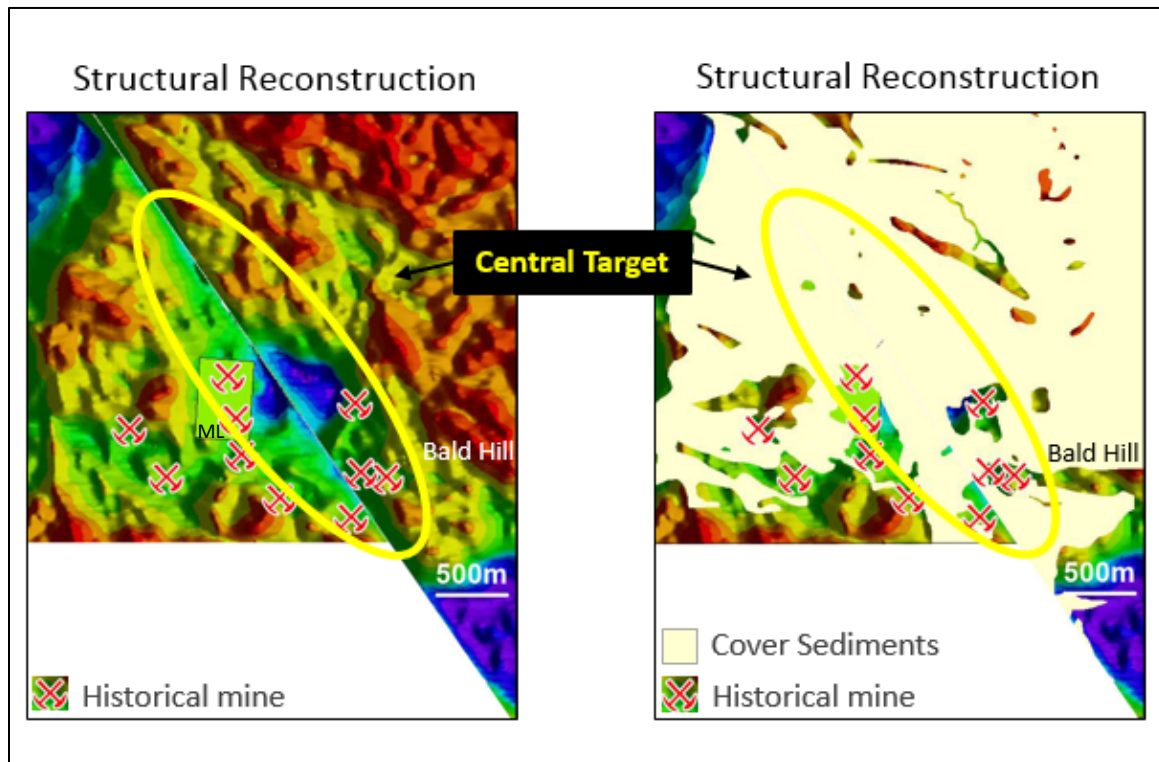 Structural Reconstruction
Structural Reconstruction
Central Target
ML
Bald Hill
Bald Hill
500m
500m
Cover Sediments
Historical mine
Historical mine